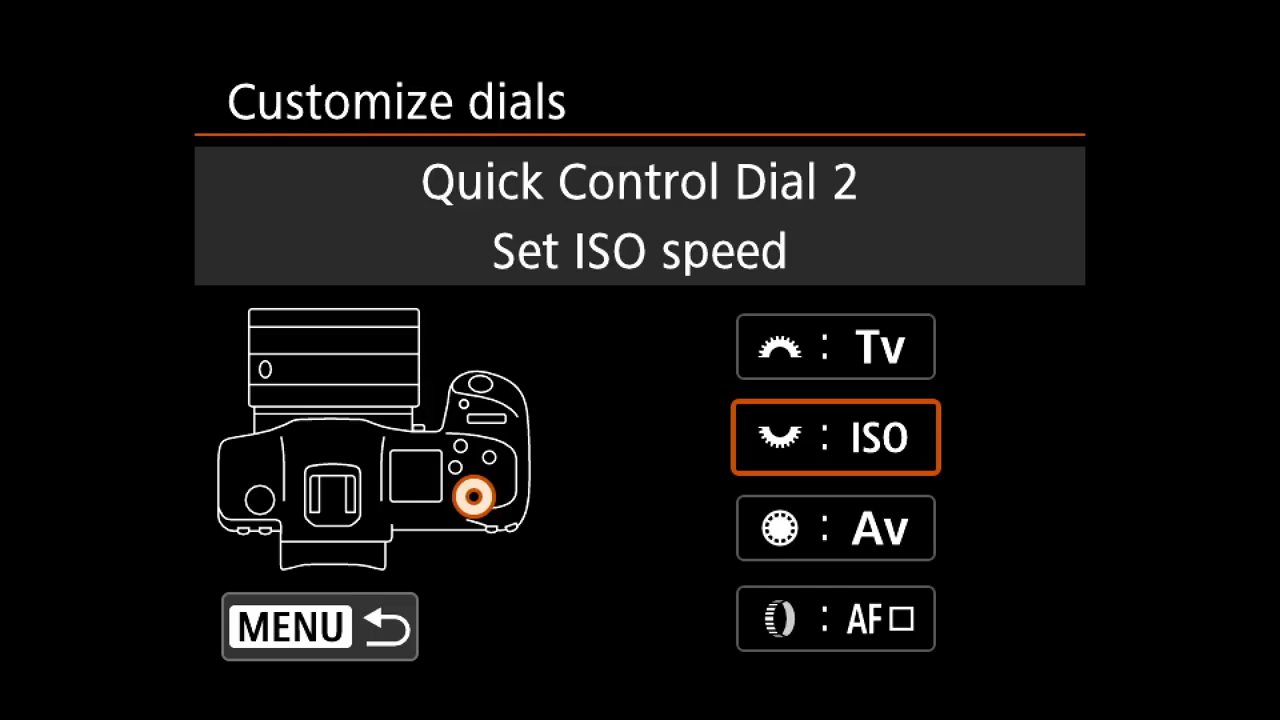 Customize dials
Quick Control Dial 2
Set ISO speed
: Tv
: ISO
: Av
: AF
MENU